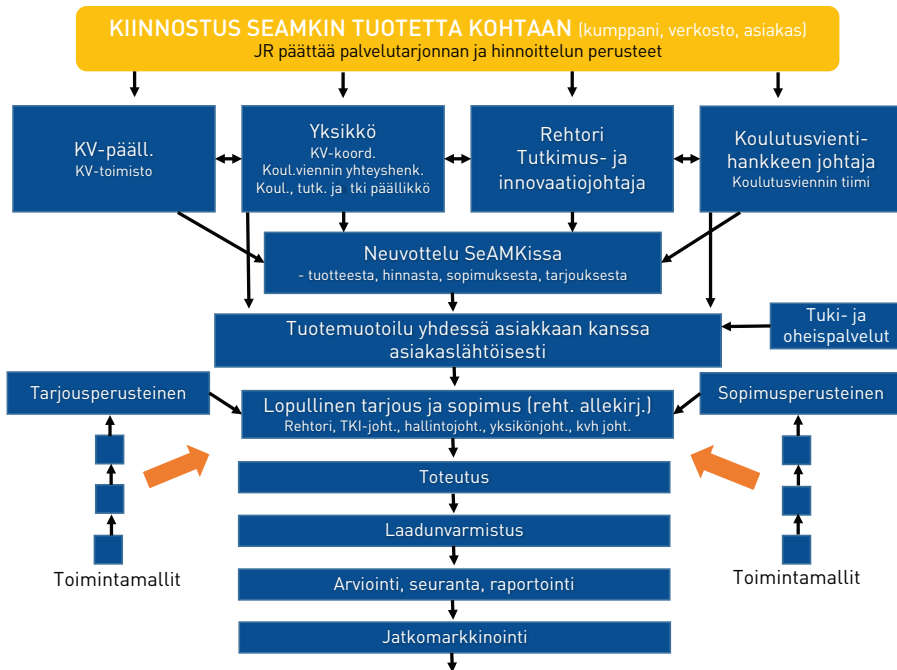 KIINNOSTUS SEAMKIN TUOTETTA KOHTAAN (kumppani, verkosto, asiakas)
JR päättää palvelutarjonnan ja hinnoittelun perusteet
KV-pääll.
KV-toimisto
Yksikkö
KV-koord.
Koul.viennin yhteyshenk.
Koul., tutk. ja tki päällikkö
Rehtori
Tutkimus- ja
innovaatiojohtaja
Koulutusvienti-
hankkeen johtaja
Koulutusviennin tiimi
Neuvottelu SeAMKissa
- tuotteesta, hinnasta, sopimuksesta, tarjouksesta
Tuotemuotoilu yhdessä asiakkaan kanssa
asiakaslähtöisesti
Tuki- ja
oheispalvelut
Tarjousperusteinen
Lopullinen tarjous ja sopimus (reht. allekirj.)
Rehtori, TKI-joht., hallintojoht., yksikönjoht., kvh joht.
Sopimusperusteinen
Toteutus
Laadunvarmistus
Toimintamallit
Arviointi, seuranta, raportointi
Toimintamallit
Jatkomarkkinointi